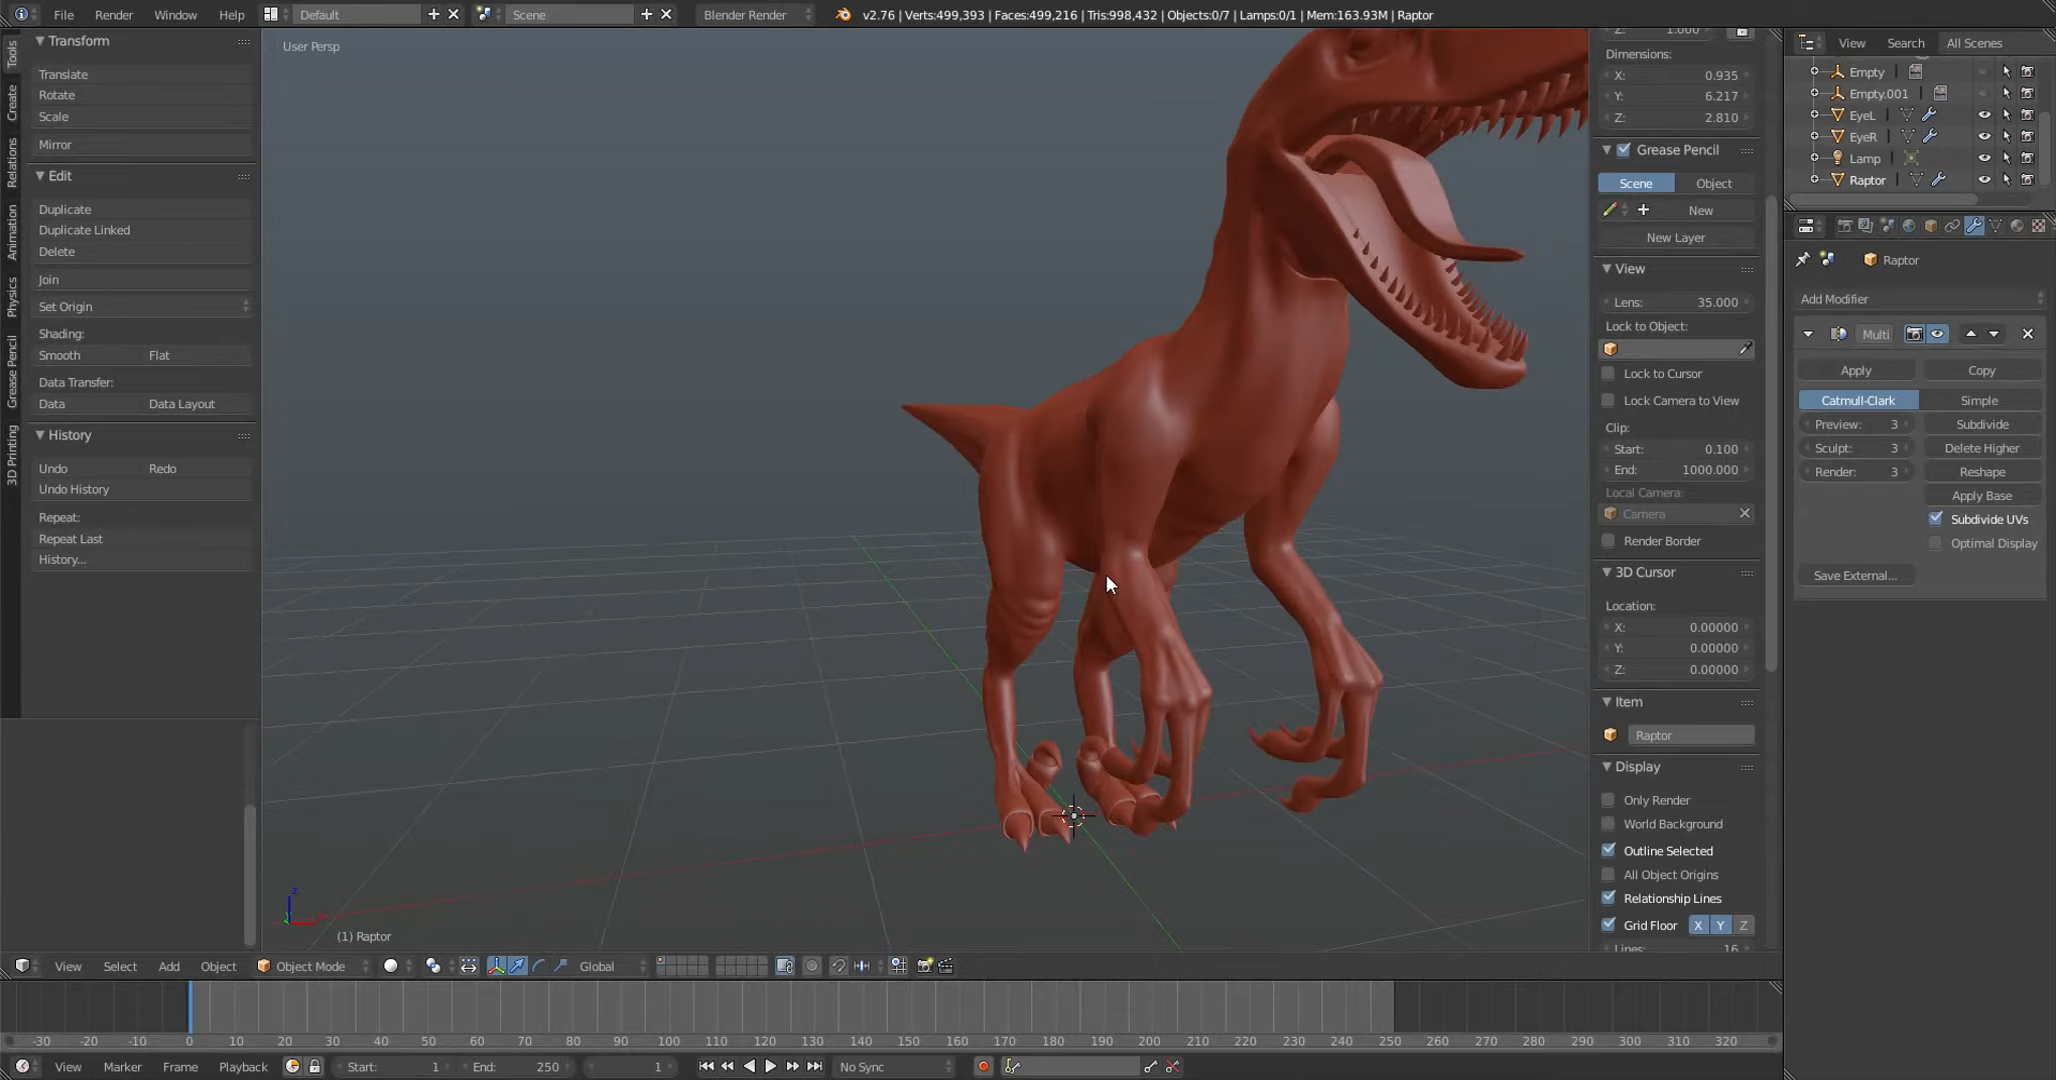 File Render Window Help Default Scene Blender Render v2.76 | Verts:499,393 | Faces:499,216 | Tris:998,432 | Objects:0/7 | Lamps:0/1 | Mem:163.93M | Raptor
Tools
Create
Relations
Animation
Physics
Grease Pencil
3D Printing
Transform
Translate
Rotate
Scale
Mirror
Edit
Duplicate
Duplicate Linked
Delete
Join
Set Origin
Shading:
Smooth Flat
Data Transfer:
Data Data Layout
History
Undo Redo
Undo History
Repeat:
Repeat Last
History...
User Persp
z
(1) Raptor
Z: 1.000
Dimensions:
X: 0.935
Y: 6.217
Z: 2.810
Grease Pencil
Scene Object
New
New Layer
View
Lens: 35.000
Lock to Object:
Lock to Cursor
Lock Camera to View
Clip:
Start: 0.100
End: 1000.000
Local Camera:
Camera
Render Border
3D Cursor
Location:
X: 0.00000
Y: 0.00000
Z: 0.00000
Item
Raptor
Display
Only Render
World Background
Outline Selected
All Object Origins
Relationship Lines
Grid Floor X Y Z
Lines: 16
View Search All Scenes
Empty
Empty.001
EyeL
EyeR
Lamp
Raptor
Raptor
Add Modifier
Multi
Apply Copy
Catmull-Clark Simple
Preview: 3 Subdivide
Sculpt: 3 Delete Higher
Render: 3 Reshape
Apply Base
Subdivide UVs
Optimal Display
Save External...
View Select Add Object Object Mode Global
-30 -20 -10 0 10 20 30 40 50 60 70 80 90 100 110 120 130 140 150 160 170 180 190 200 210 220 230 240 250 260 270 280 290 300 310 320
View Marker Frame Playback Start: 1 End: 250 1 No Sync